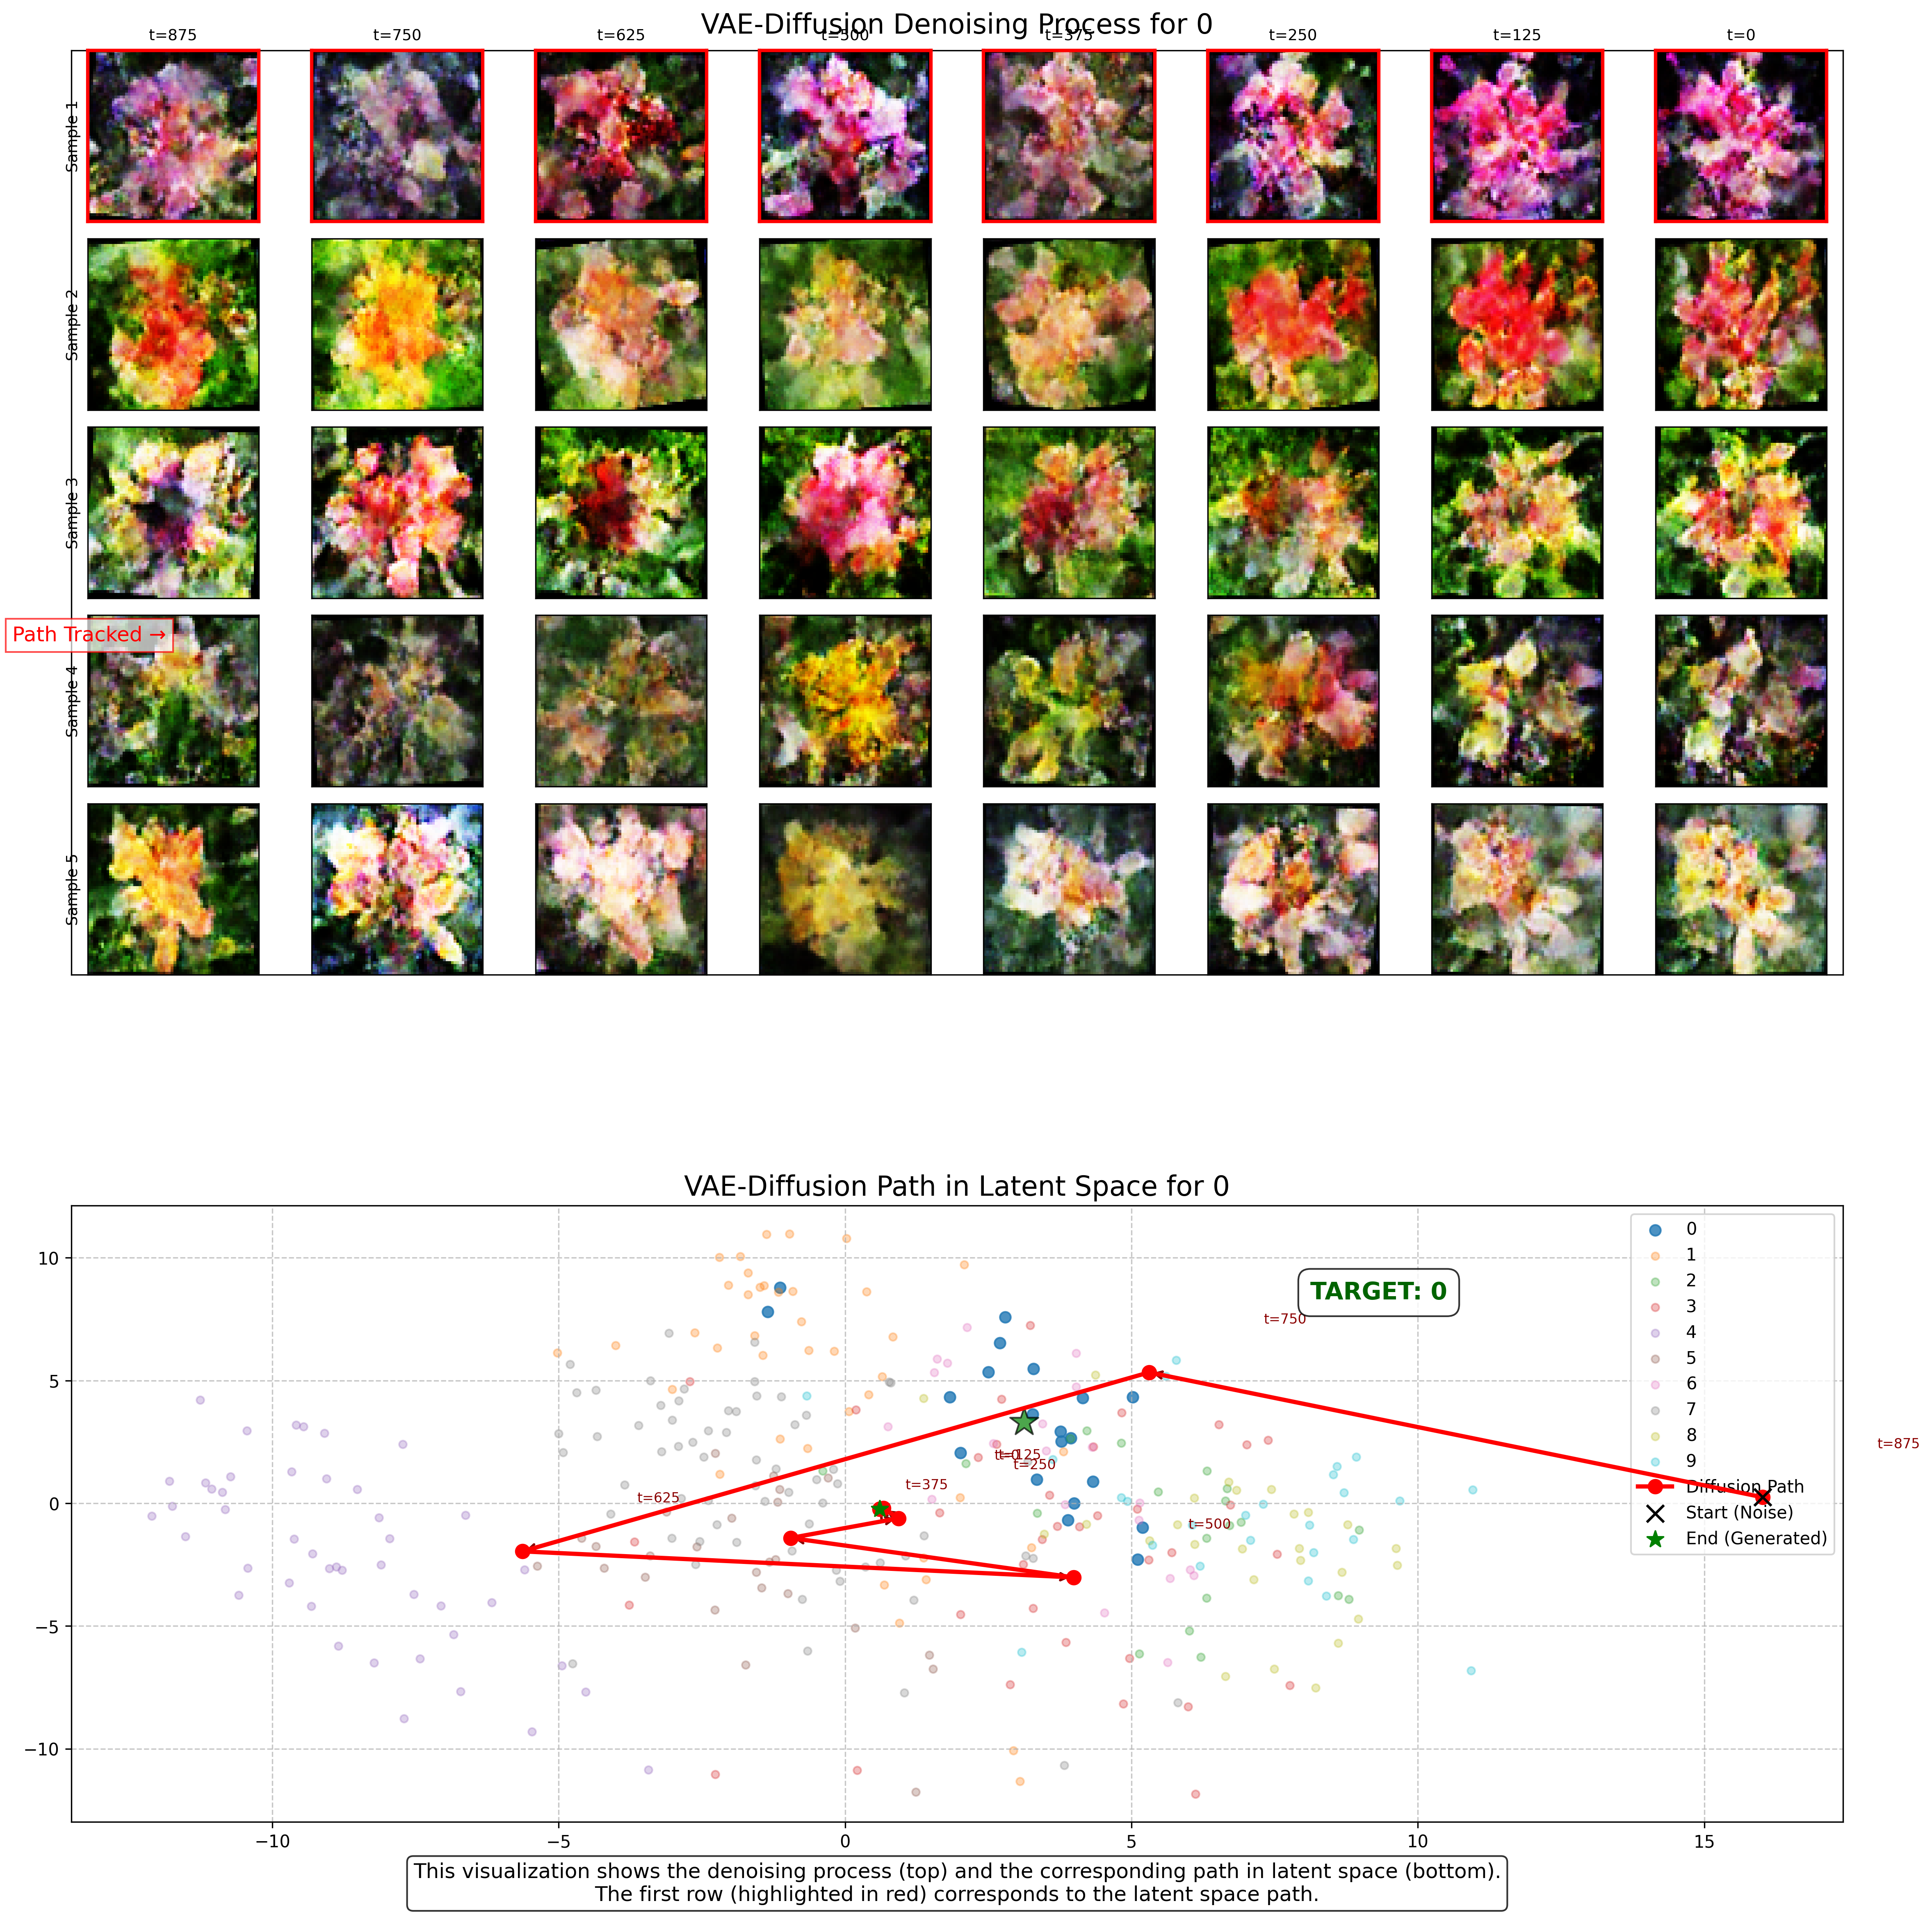 VAE-Diffusion Denoising Process for 0
t=875
t=750
t=625
t=500
t=375
t=250
t=125
t=0
Sample 1
Sample 2
Sample 3
Path Tracked →
Sample 4
Sample 5
VAE-Diffusion Path in Latent Space for 0
10
5
0
−5
−10
−10
−5
0
5
10
15
TARGET: 0
t=750
t=875
t=0
t=125
t=250
t=375
t=625
t=500
0
1
2
3
4
5
6
7
8
9
Diffusion Path
Start (Noise)
End (Generated)
This visualization shows the denoising process (top) and the corresponding path in latent space (bottom).
The first row (highlighted in red) corresponds to the latent space path.